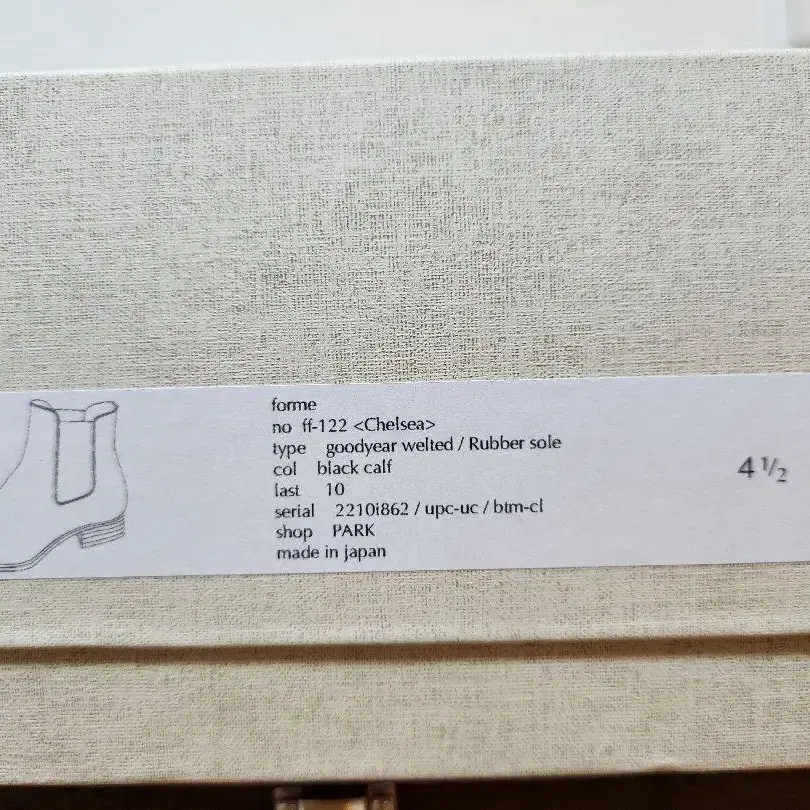 forme
no ff-122 <Chelsea>
type goodyear welted / Rubber sole
col black calf
last 10
serial 2210i862 / upc-uc / btm-cl
shop PARK
made in japan
4 1/2